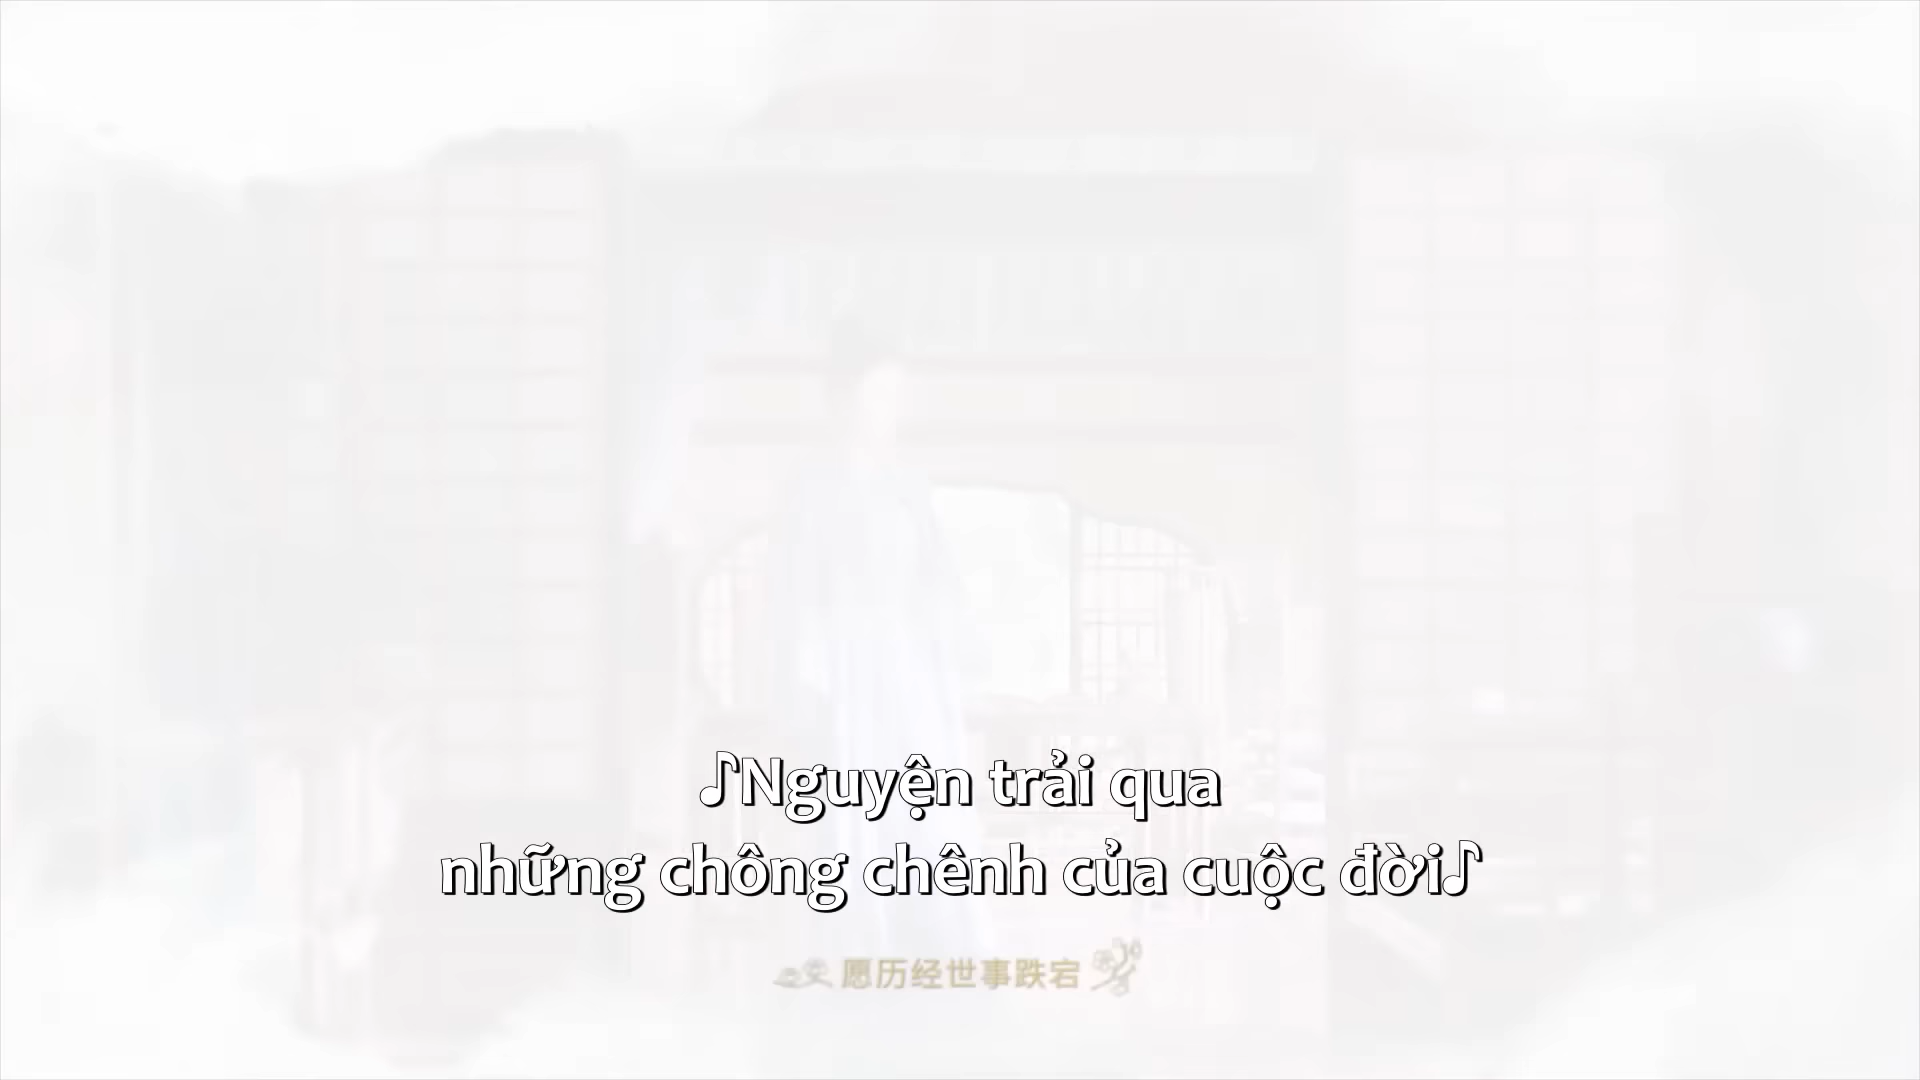 ♪Nguyện trải qua
những chông chênh của cuộc đời♪
愿历经世事跌宕